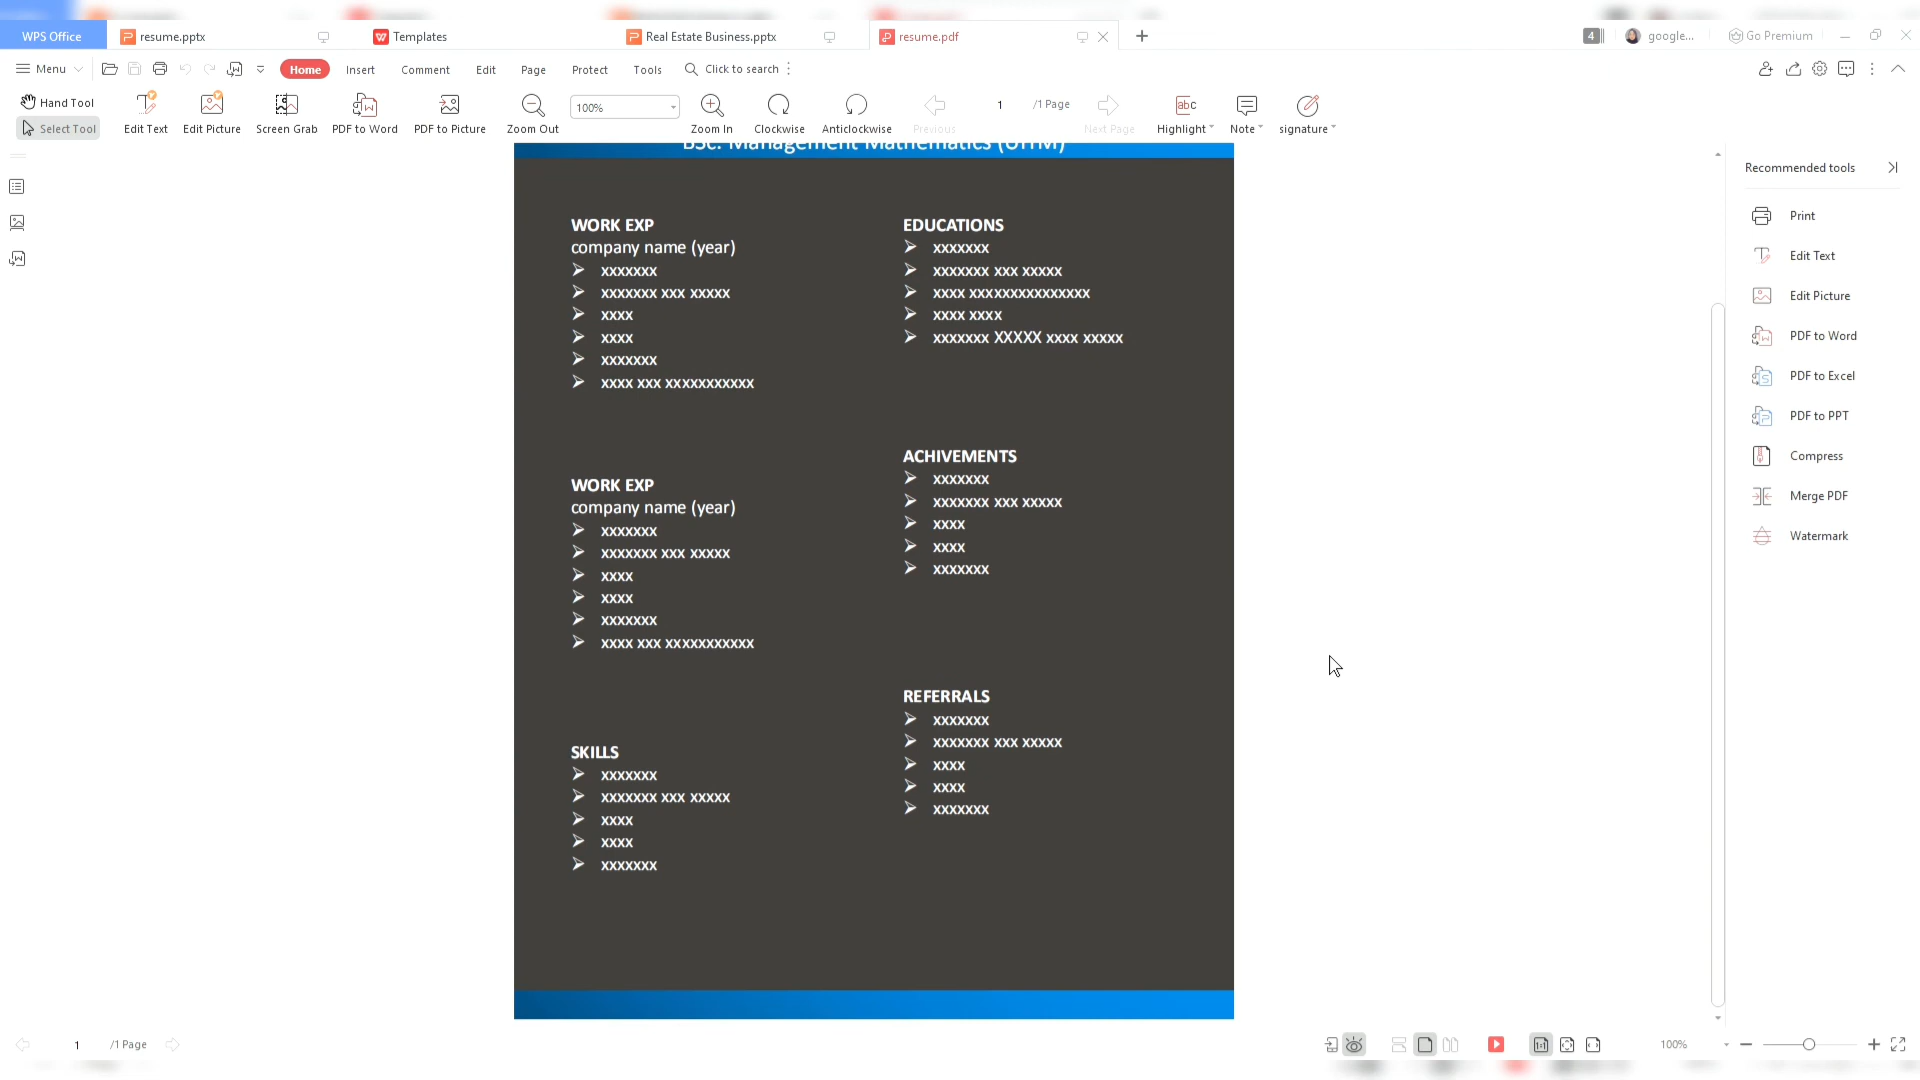 WPS Office
resume.pptx
Templates
Real Estate Business.pptx
resume.pdf
4
google...
Go Premium
Menu
Home
Insert
Comment
Edit
Page
Protect
Tools
Click to search
Hand Tool
Select Tool
Edit Text
Edit Picture
Screen Grab
PDF to Word
PDF to Picture
Zoom Out
100%
Zoom In
Clockwise
Anticlockwise
Previous
1
/1 Page
Next Page
abc
Highlight
Note
signature
BSc. Management Mathematics (UITM)
WORK EXP
company name (year)
xxxxxxx
xxxxxxx xxx xxxxx
xxxx
xxxx
xxxxxxx
xxxx xxx xxxxxxxxxxx
WORK EXP
company name (year)
xxxxxxx
xxxxxxx xxx xxxxx
xxxx
xxxx
xxxxxxx
xxxx xxx xxxxxxxxxxx
SKILLS
xxxxxxx
xxxxxxx xxx xxxxx
xxxx
xxxx
xxxxxxx
EDUCATIONS
xxxxxxx
xxxxxxx xxx xxxxx
xxxx xxxxxxxxxxxxxxx
xxxx xxxx
xxxxxxx XXXXX xxxx xxxxx
ACHIVEMENTS
xxxxxxx
xxxxxxx xxx xxxxx
xxxx
xxxx
xxxxxxx
REFERRALS
xxxxxxx
xxxxxxx xxx xxxxx
xxxx
xxxx
xxxxxxx
Recommended tools
Print
Edit Text
Edit Picture
PDF to Word
PDF to Excel
PDF to PPT
Compress
Merge PDF
Watermark
1
/1 Page
100%